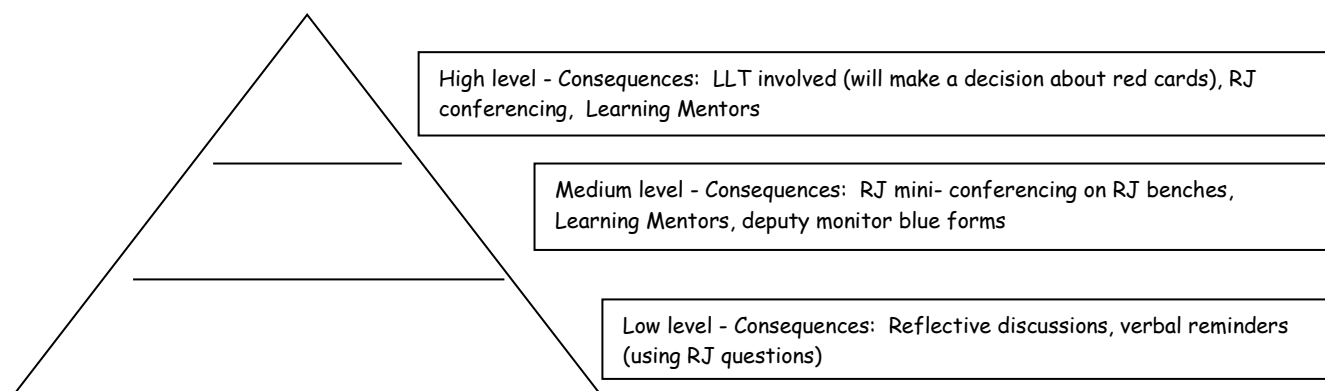 High level - Consequences:  LLT involved (will make a decision about red cards), RJ
conferencing,  Learning Mentors
Medium level - Consequences:  RJ mini- conferencing on RJ benches,
Learning Mentors, deputy monitor blue forms
Low level - Consequences:  Reflective discussions, verbal reminders
(using RJ questions)